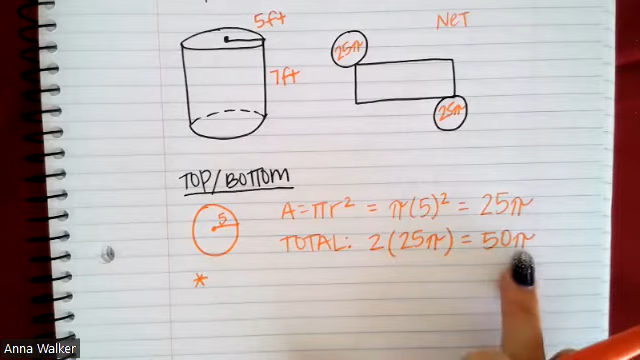 5ft
NET
25π
7ft
25π
TOP/BOTTOM
5
A=πr² = π(5)² = 25π
TOTAL: 2(25π) = 50π
*
Anna Walker